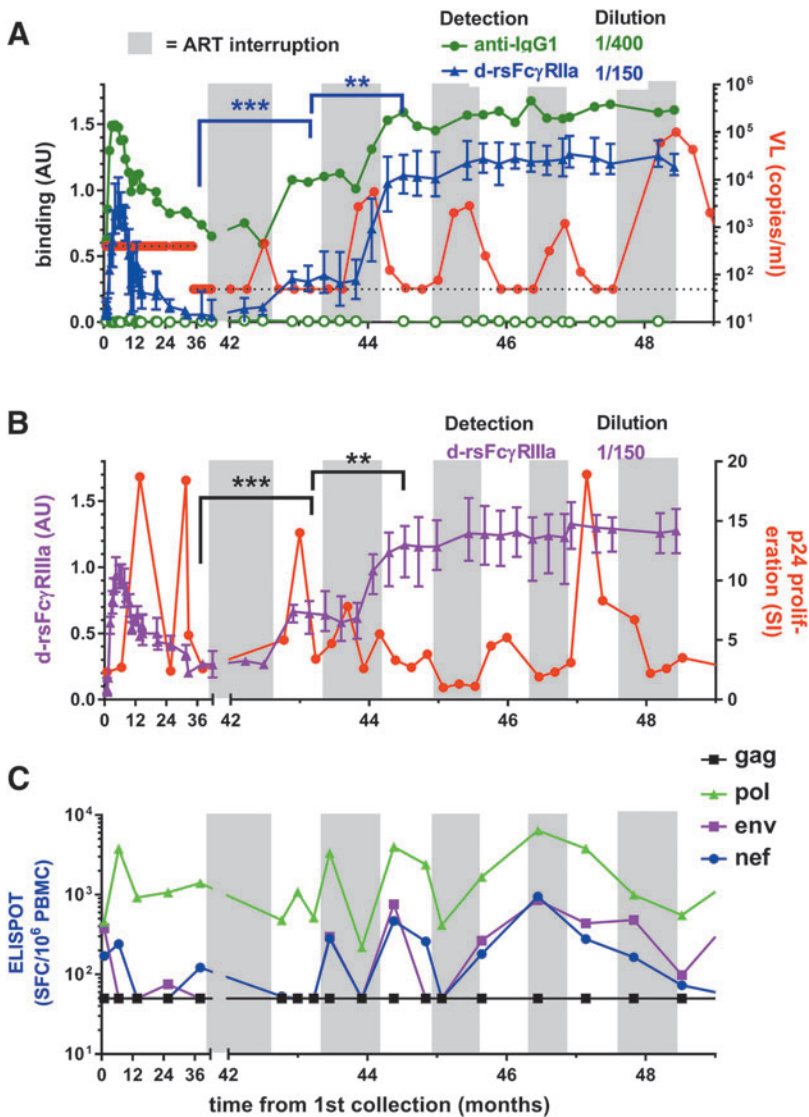 A
= ART interruption
Detection Dilution
anti-IgG1 1/400
d-rsFcγRIIa 1/150
***
**
binding (AU)
1.5
1.0
0.5
0.0
VL (copies/ml)
10⁶
10⁵
10⁴
10³
10²
10¹
0 12 24 36 42 44 46 48
B
Detection Dilution
d-rsFcγRIIIa 1/150
***
**
d-rsFcγRIIIa (AU)
1.5
1.0
0.5
0.0
p24 prolif-
eration (SI)
20
15
10
5
0
0 12 24 36 42 44 46 48
C
gag
pol
env
nef
ELISPOT
(SFC/10⁶ PBMC)
10⁴
10³
10²
10¹
0 12 24 36 42 44 46 48
time from 1st collection (months)